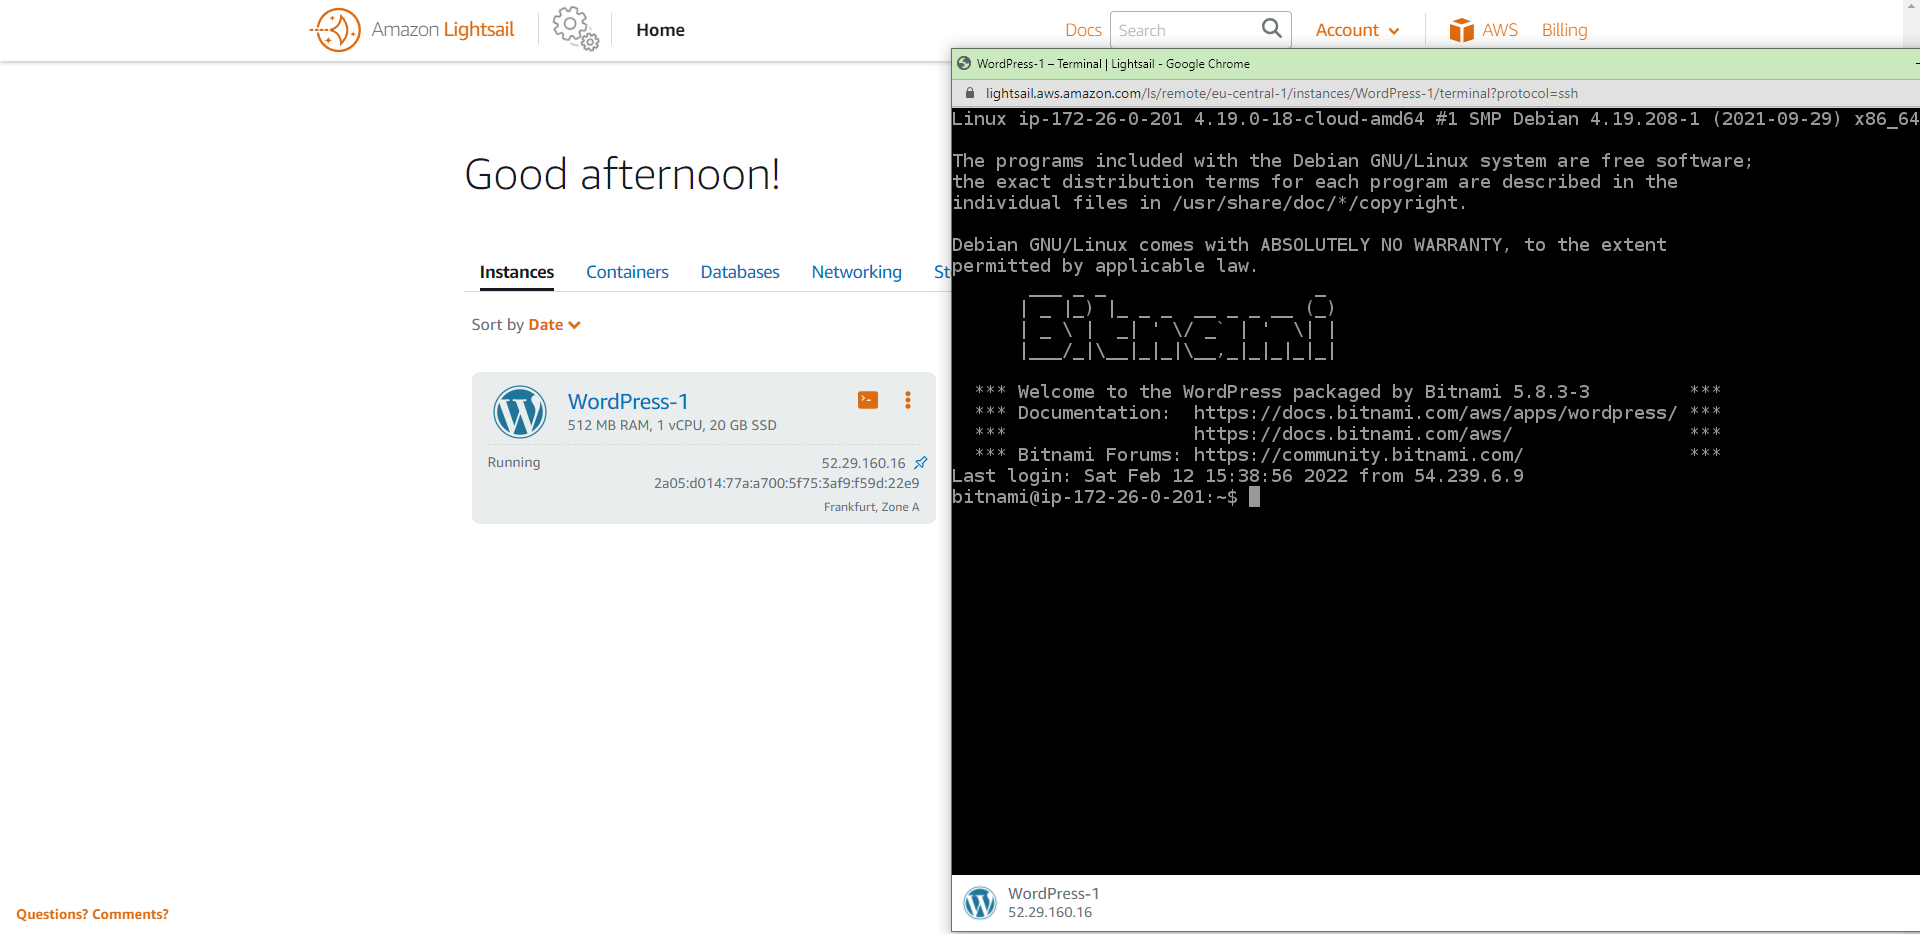 Amazon Lightsail
Home
Docs
Search
Account
AWS
Billing
Good afternoon!
Instances
Containers
Databases
Networking
St
Sort by Date
WordPress-1
512 MB RAM, 1 vCPU, 20 GB SSD
Running
52.29.160.16
2a05:d014:77a:a700:5f75:3af9:f59d:22e9
Frankfurt, Zone A
Questions? Comments?
WordPress-1 – Terminal | Lightsail - Google Chrome
lightsail.aws.amazon.com/ls/remote/eu-central-1/instances/WordPress-1/terminal?protocol=ssh
Linux ip-172-26-0-201 4.19.0-18-cloud-amd64 #1 SMP Debian 4.19.208-1 (2021-09-29) x86_64
The programs included with the Debian GNU/Linux system are free software;
the exact distribution terms for each program are described in the
individual files in /usr/share/doc/*/copyright.
Debian GNU/Linux comes with ABSOLUTELY NO WARRANTY, to the extent
permitted by applicable law.
Bitnami
*** Welcome to the WordPress packaged by Bitnami 5.8.3-3 ***
*** Documentation: https://docs.bitnami.com/aws/apps/wordpress/ ***
*** https://docs.bitnami.com/aws/ ***
*** Bitnami Forums: https://community.bitnami.com/ ***
Last login: Sat Feb 12 15:38:56 2022 from 54.239.6.9
bitnami@ip-172-26-0-201:~$
WordPress-1
52.29.160.16